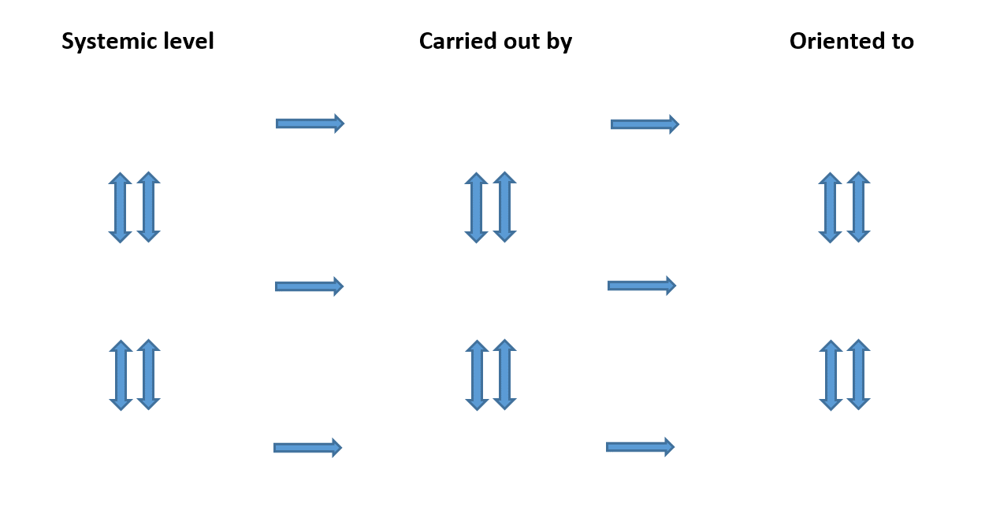 Systemic level
Carried out by
Oriented to